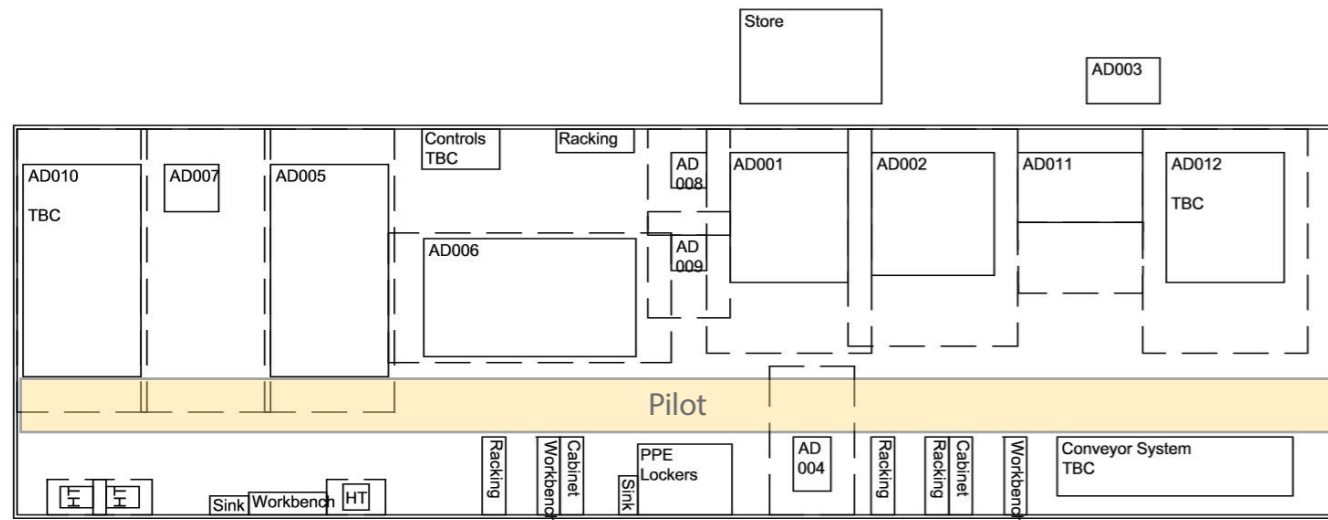 Store
AD003
Controls
TBC
Racking
AD010
TBC
AD007
AD005
AD
008
AD001
AD002
AD011
AD012
TBC
AD006
AD
009
Pilot
HT
HT
Sink
Workbench
HT
Racking
Workbench
Cabinet
Sink
PPE
Lockers
AD
004
Racking
Racking
Cabinet
Workbench
Conveyor System
TBC